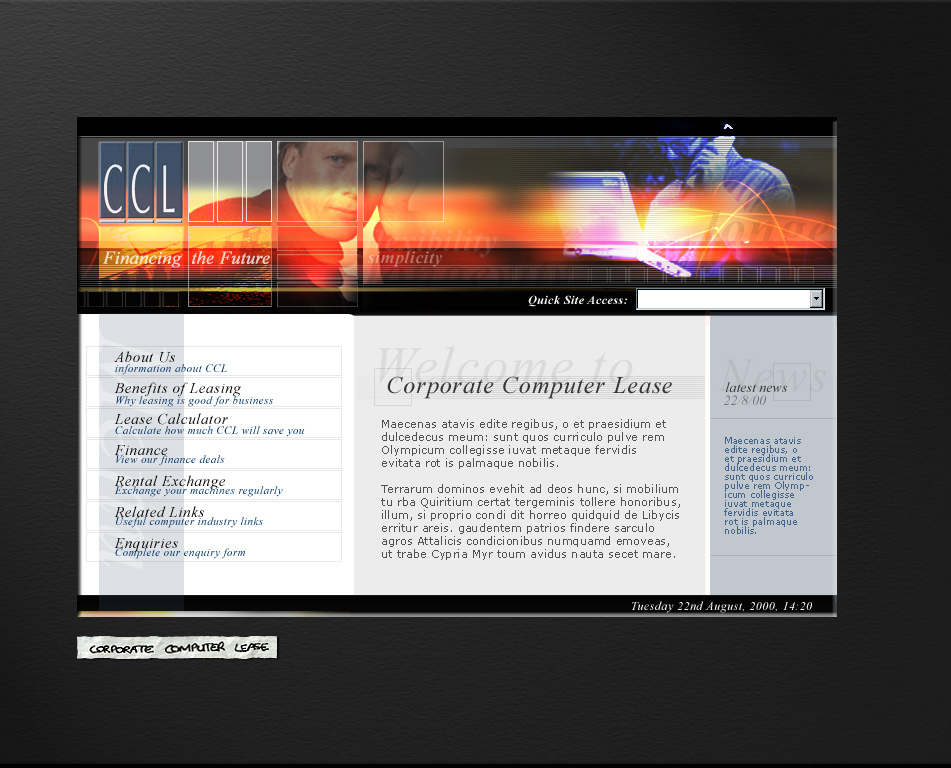 CCL
Financing the Future
simplicity
Quick Site Access:
About Us
information about CCL
Benefits of Leasing
Why leasing is good for business
Lease Calculator
Calculate how much CCL will save you
Finance
View our finance deals
Rental Exchange
Exchange your machines regularly
Related Links
Useful computer industry links
Enquiries
Complete our enquiry form
Welcome to
Corporate Computer Lease
Maecenas atavis edite regibus, o et praesidium et
dulcedecus meum: sunt quos curriculo pulve rem
Olympicum collegisse iuvat metaque fervidis
evitata rot is palmaque nobilis.
Terrarum dominos evehit ad deos hunc, si mobilium
tu rba Quiritium certat tergeminis tollere honoribus,
illum, si proprio condi dit horreo quidquid de Libycis
erritur areis. gaudentem patrios findere sarculo
agros Attalicis condicionibus numquamd emoveas,
ut trabe Cypria Myr toum avidus nauta secet mare.
News
latest news
22/8/00
Maecenas atavis
edite regibus, o
et praesidium et
dulcedecus meum:
sunt quos curriculo
pulve rem Olymp-
icum collegisse
iuvat metaque
fervidis evitata
rot is palmaque
nobilis.
Tuesday 22nd August, 2000, 14:20
CORPORATE COMPUTER LEASE